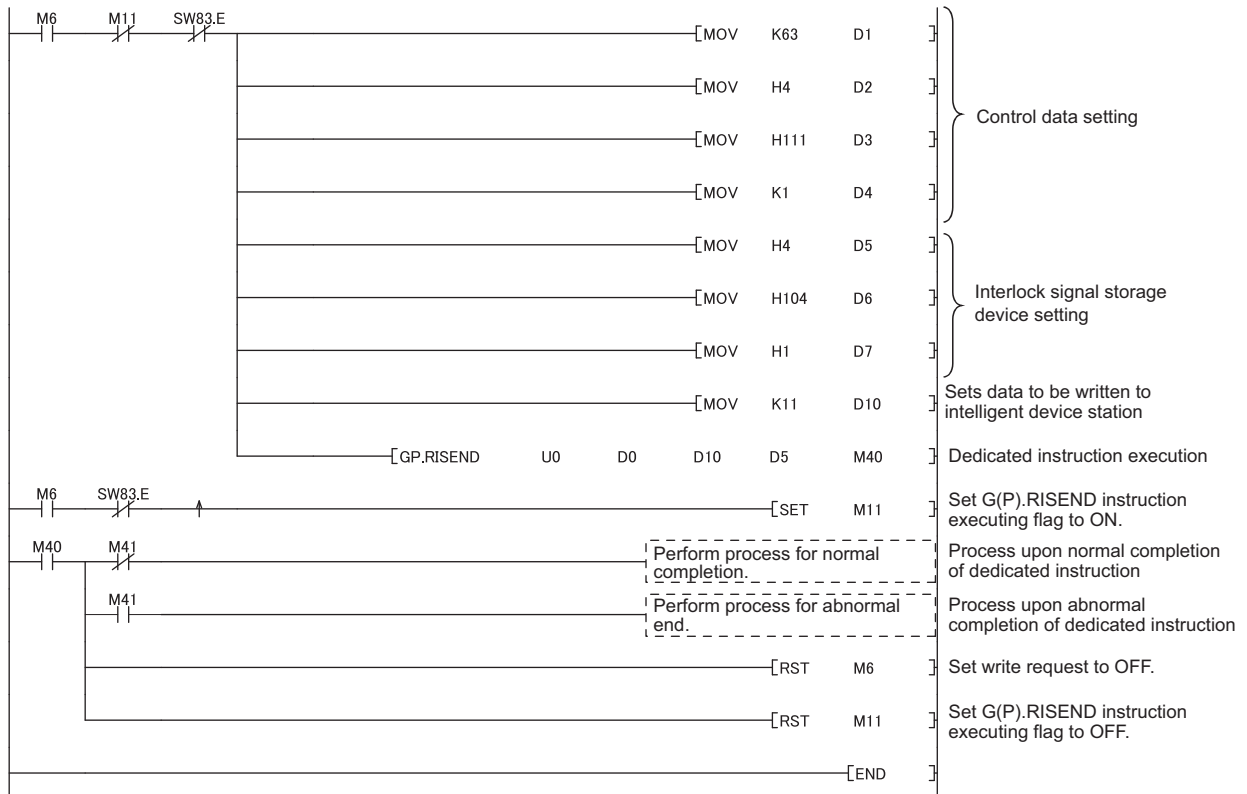 M6 M11 SW83.E
[MOV K63 D1 ]
[MOV H4 D2 ]
[MOV H111 D3 ]
[MOV K1 D4 ]
Control data setting
[MOV H4 D5 ]
[MOV H104 D6 ]
[MOV H1 D7 ]
Interlock signal storage
device setting
[MOV K11 D10 ]
Sets data to be written to
intelligent device station
[GP.RISEND U0 D0 D10 D5 M40 ]
Dedicated instruction execution
M6 SW83.E
[SET M11 ]
Set G(P).RISEND instruction
executing flag to ON.
M40 M41
Perform process for normal
completion.
Process upon normal completion
of dedicated instruction
M41
Perform process for abnormal
end.
Process upon abnormal
completion of dedicated instruction
[RST M6 ]
Set write request to OFF.
[RST M11 ]
Set G(P).RISEND instruction
executing flag to OFF.
[END ]